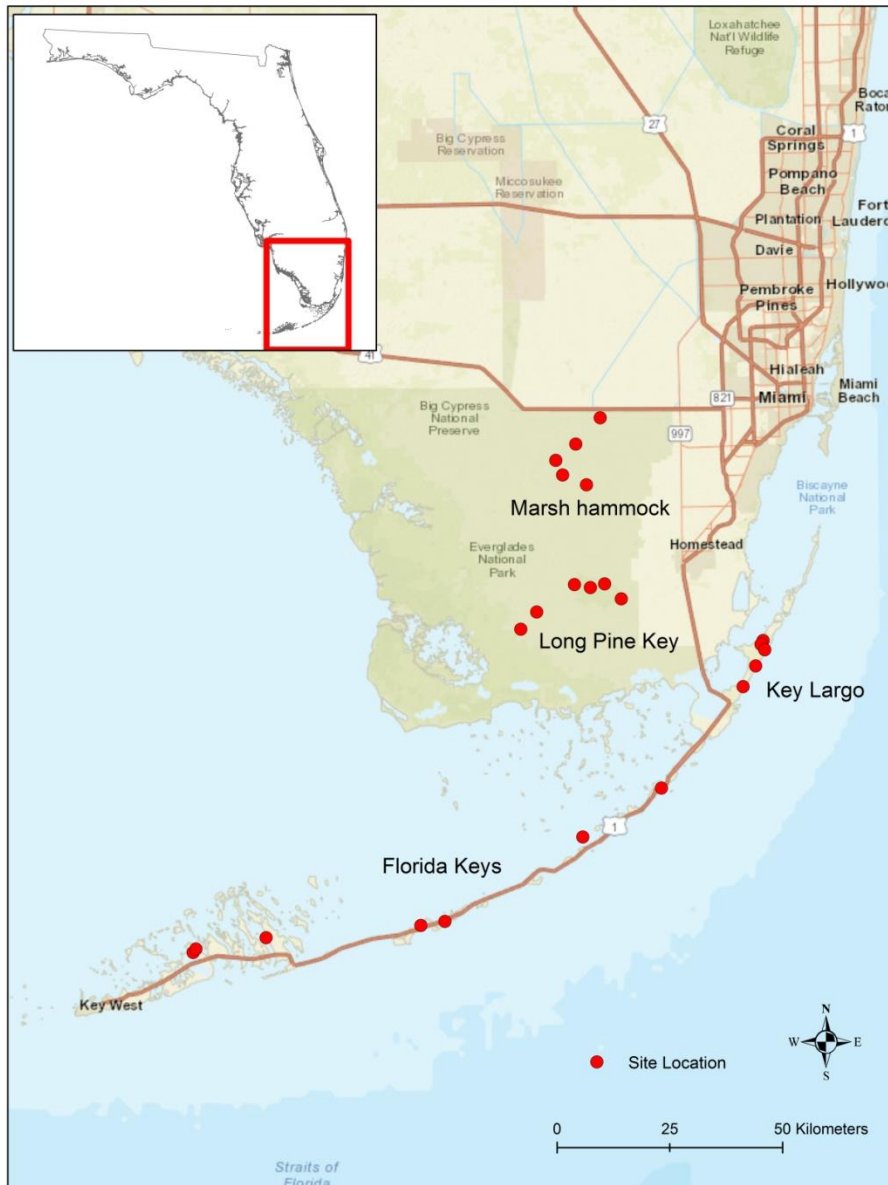 Loxahatchee
Nat'l Wildlife
Refuge
Boca
Raton
27
Coral
Springs
1
Big Cypress
Reservation
Pompano
Beach
Miccosukee
Reservation
Plantation
Fort
Lauderd
Davie
Pembroke
Pines
Hollywood
41
Hialeah
Miami
Beach
821
Miami
Big Cypress
National
Preserve
997
Biscayne
National
Park
Marsh hammock
Everglades
National
Park
Homestead
Long Pine Key
Key Largo
1
Florida Keys
Key West
N
W
E
S
Site Location
0
25
50 Kilometers
Straits of
Florida